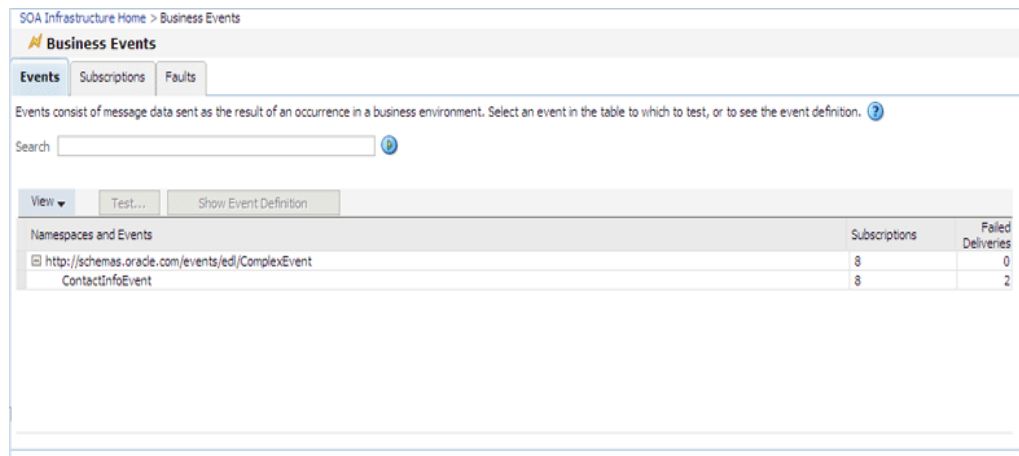 SOA Infrastructure Home > Business Events
Business Events
Events Subscriptions Faults
Events consist of message data sent as the result of an occurrence in a business environment. Select an event in the table to which to test, or to see the event definition. ?
Search
View Test... Show Event Definition
Namespaces and Events Subscriptions Failed Deliveries
http://schemas.oracle.com/events/edl/ComplexEvent 8 0
ContactInfoEvent 8 2